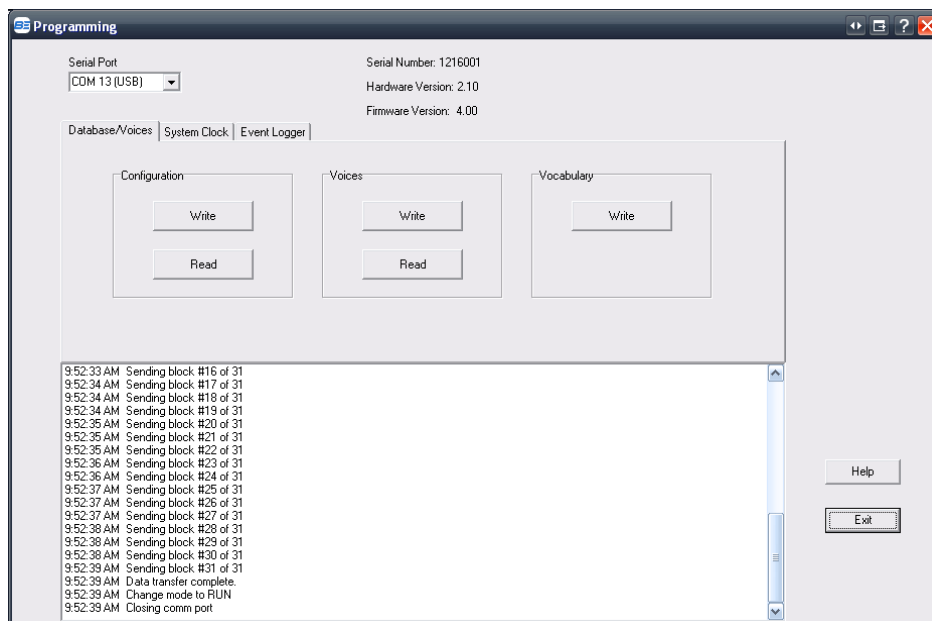 Programming
Serial Port
COM 13 (USB)
Serial Number: 1216001
Hardware Version: 2.10
Firmware Version: 4.00
Database/Voices System Clock Event Logger
Configuration Voices Vocabulary
Write Write Write
Read Read
9:52:33 AM Sending block #16 of 31
9:52:34 AM Sending block #17 of 31
9:52:34 AM Sending block #18 of 31
9:52:34 AM Sending block #19 of 31
9:52:35 AM Sending block #20 of 31
9:52:35 AM Sending block #21 of 31
9:52:35 AM Sending block #22 of 31
9:52:36 AM Sending block #23 of 31
9:52:36 AM Sending block #24 of 31
9:52:37 AM Sending block #25 of 31
9:52:37 AM Sending block #26 of 31
9:52:37 AM Sending block #27 of 31
9:52:38 AM Sending block #28 of 31
9:52:38 AM Sending block #29 of 31
9:52:38 AM Sending block #30 of 31
9:52:39 AM Sending block #31 of 31
9:52:39 AM Data transfer complete.
9:52:39 AM Change mode to RUN
9:52:39 AM Closing comm port
Help
Exit